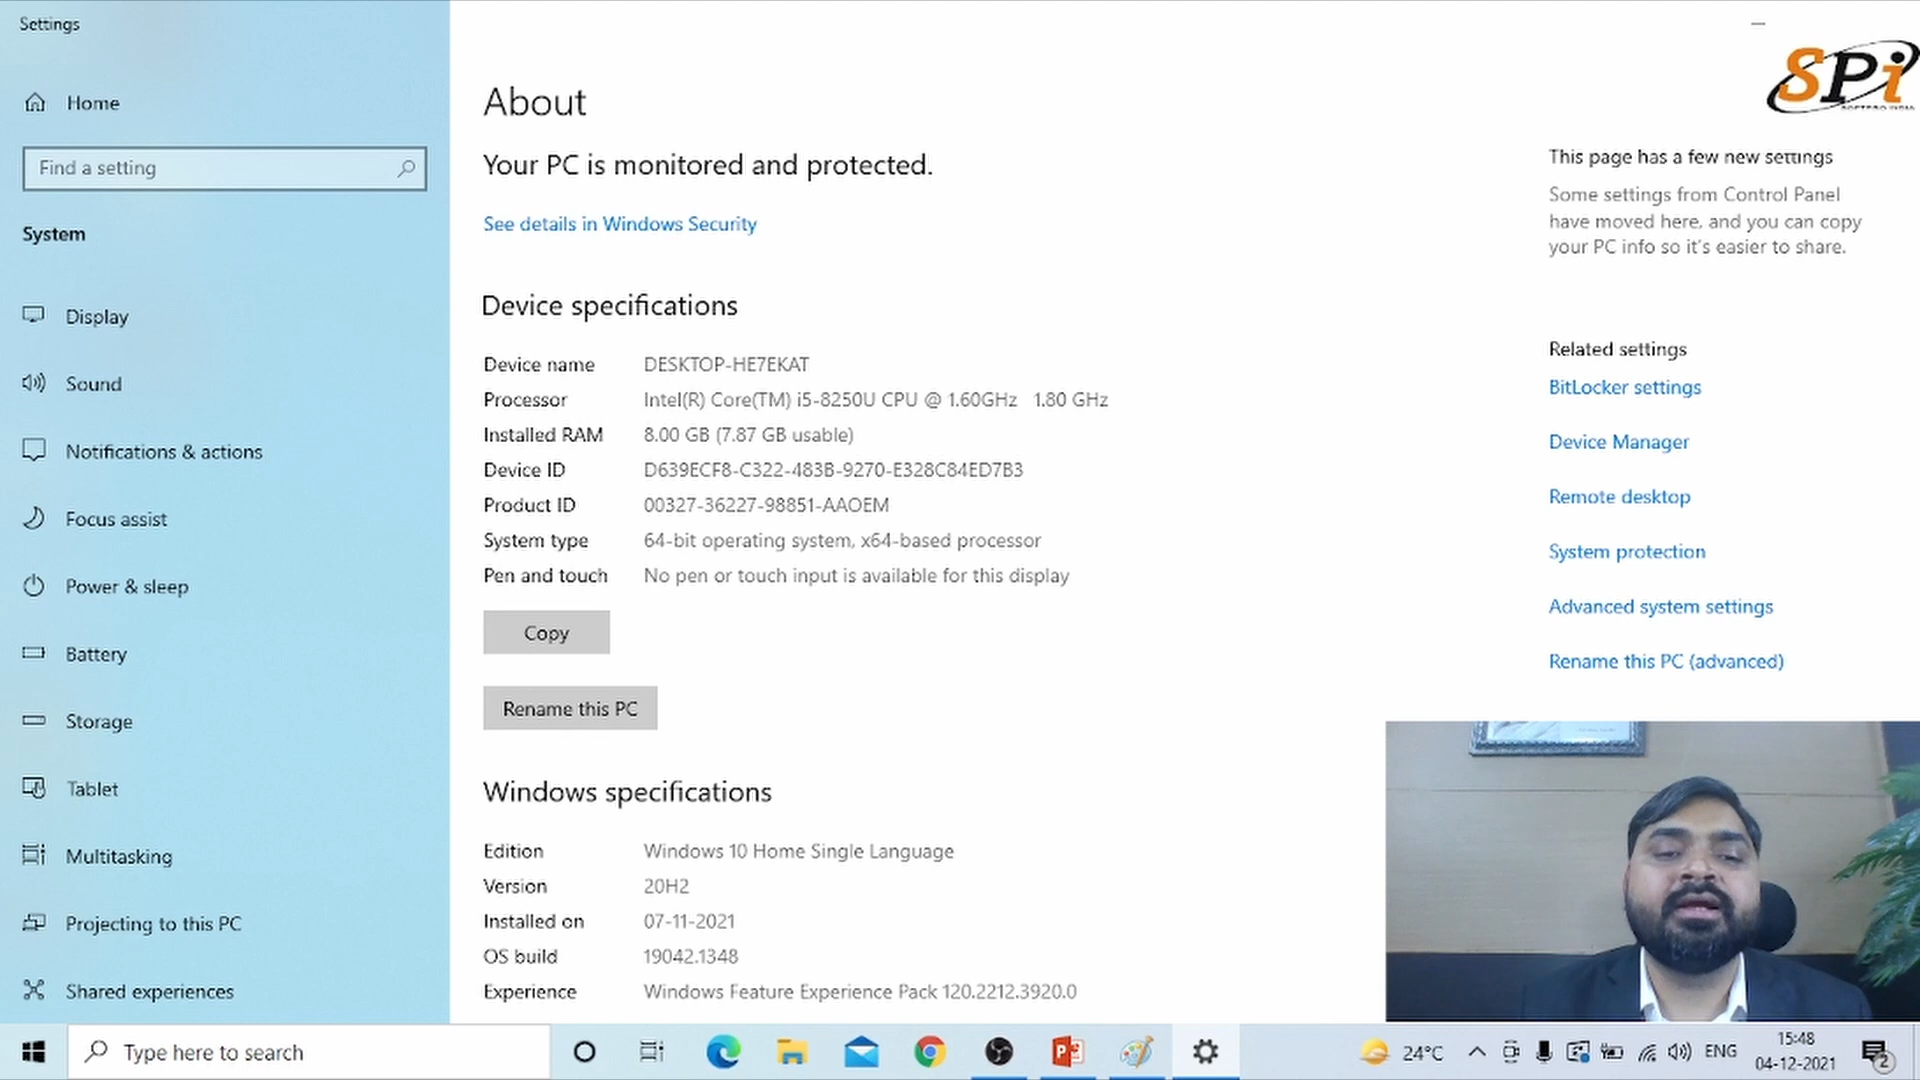 Settings
Home
Find a setting
System
Display
Sound
Notifications & actions
Focus assist
Power & sleep
Battery
Storage
Tablet
Multitasking
Projecting to this PC
Shared experiences
About
Your PC is monitored and protected.
See details in Windows Security
Device specifications
Device name DESKTOP-HE7EKAT
Processor Intel(R) Core(TM) i5-8250U CPU @ 1.60GHz 1.80 GHz
Installed RAM 8.00 GB (7.87 GB usable)
Device ID D639ECF8-C322-483B-9270-E328C84ED7B3
Product ID 00327-36227-98851-AAOEM
System type 64-bit operating system, x64-based processor
Pen and touch No pen or touch input is available for this display
Copy
Rename this PC
Windows specifications
Edition Windows 10 Home Single Language
Version 20H2
Installed on 07-11-2021
OS build 19042.1348
Experience Windows Feature Experience Pack 120.2212.3920.0
SPi
This page has a few new settings
Some settings from Control Panel
have moved here, and you can copy
your PC info so it's easier to share.
Related settings
BitLocker settings
Device Manager
Remote desktop
System protection
Advanced system settings
Rename this PC (advanced)
Type here to search
24°C
ENG
15:48
04-12-2021
2